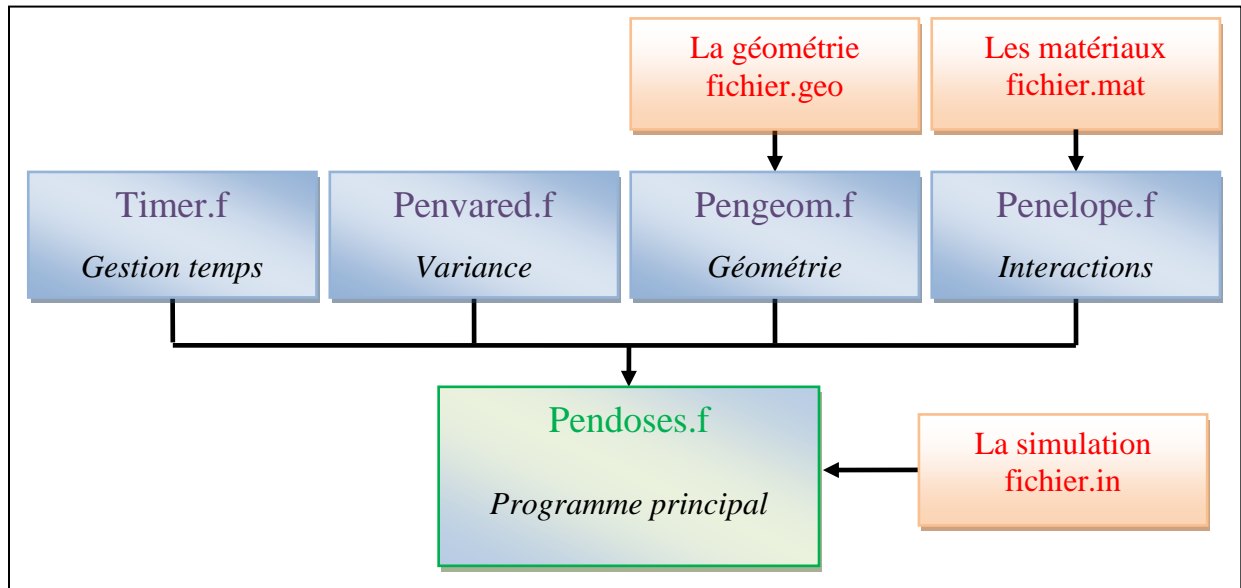 La géométrie
fichier.geo
Les matériaux
fichier.mat
Timer.f
Gestion temps
Penvared.f
Variance
Pengeom.f
Géométrie
Penelope.f
Interactions
Pendoses.f
Programme principal
La simulation
fichier.in